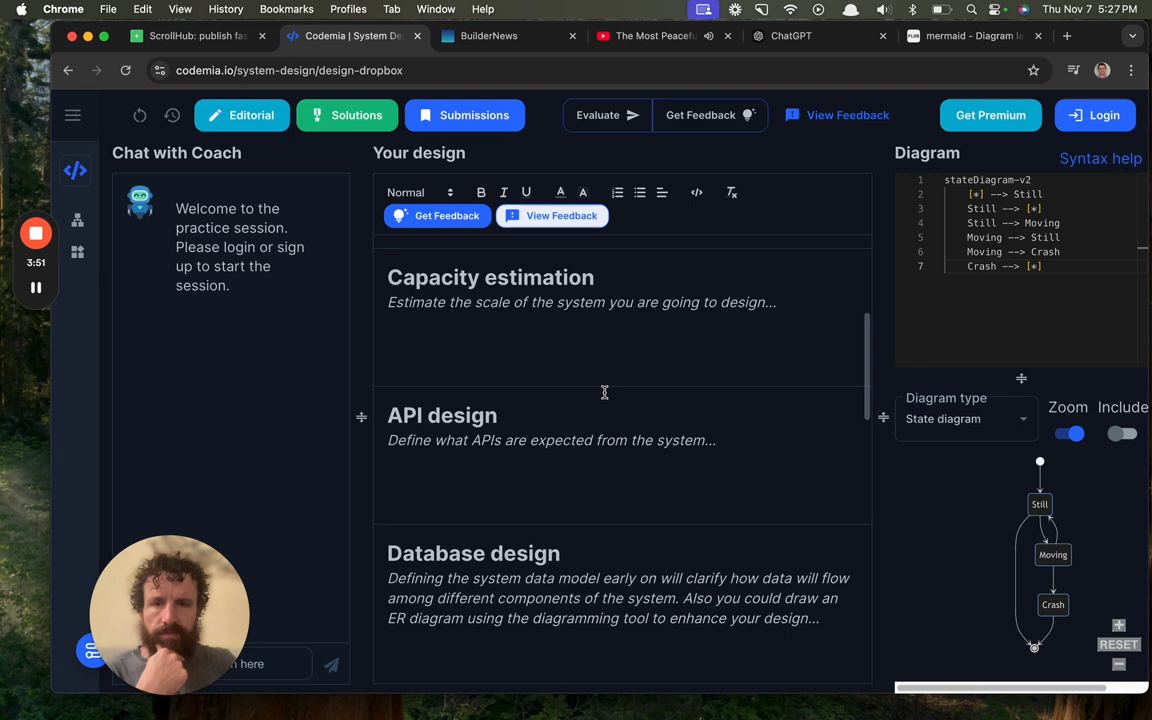 Chrome File Edit View History Bookmarks Profiles Tab Window Help Thu Nov 7 5:27 PM
ScrollHub: publish fas Codemia | System De BuilderNews The Most Peacefu ChatGPT PLDB mermaid - Diagram la
codemia.io/system-design/design-dropbox
Editorial Solutions Submissions Evaluate Get Feedback View Feedback Get Premium Login
Chat with Coach
Welcome to the
practice session.
Please login or sign
up to start the
session.
3:51
n here
Your design
Normal B I U A A
Get Feedback View Feedback
Capacity estimation
Estimate the scale of the system you are going to design...
API design
Define what APIs are expected from the system...
Database design
Defining the system data model early on will clarify how data will flow
among different components of the system. Also you could draw an
ER diagram using the diagramming tool to enhance your design...
Diagram
Syntax help
1 stateDiagram-v2
2 [*] --> Still
3 Still --> [*]
4 Still --> Moving
5 Moving --> Still
6 Moving --> Crash
7 Crash --> [*]
Diagram type
State diagram
Zoom Include
Still
Moving
Crash
RESET